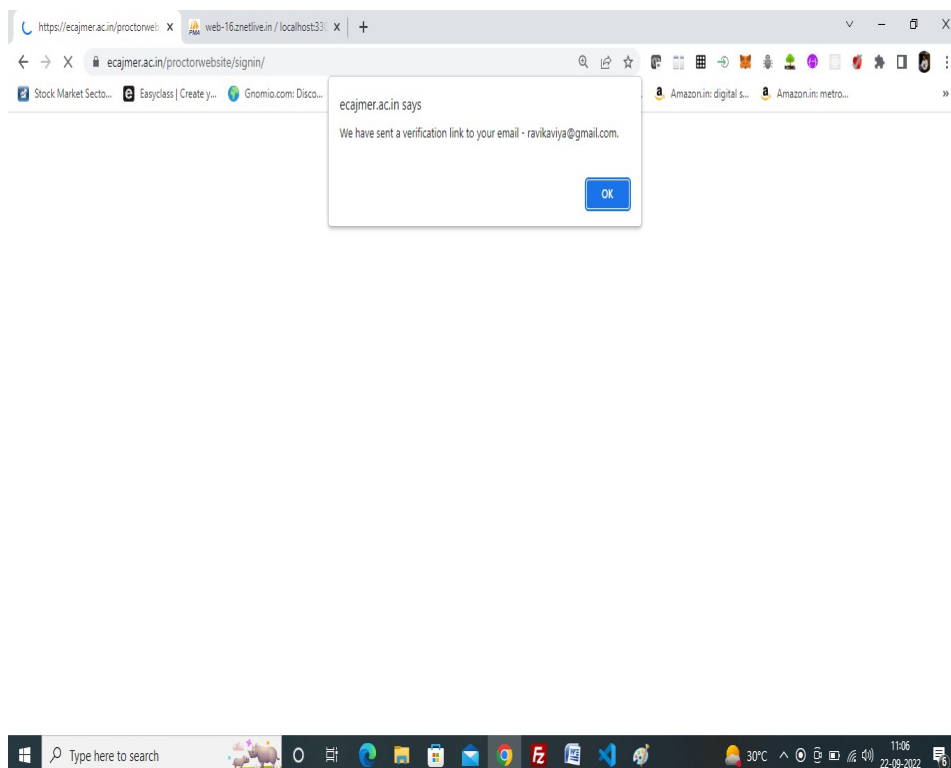 https://ecajmer.ac.in/proctorweb
web-16.znetlive.in / localhost:330
ecajmer.ac.in/proctorwebsite/signin/
Stock Market Secto...
Easyclass | Create y...
Gnomio.com: Disco...
Amazon.in: digital s...
Amazon.in: metro...
ecajmer.ac.in says
We have sent a verification link to your email - ravikaviya@gmail.com.
OK
Type here to search
30°C
11:06
22-09-2022